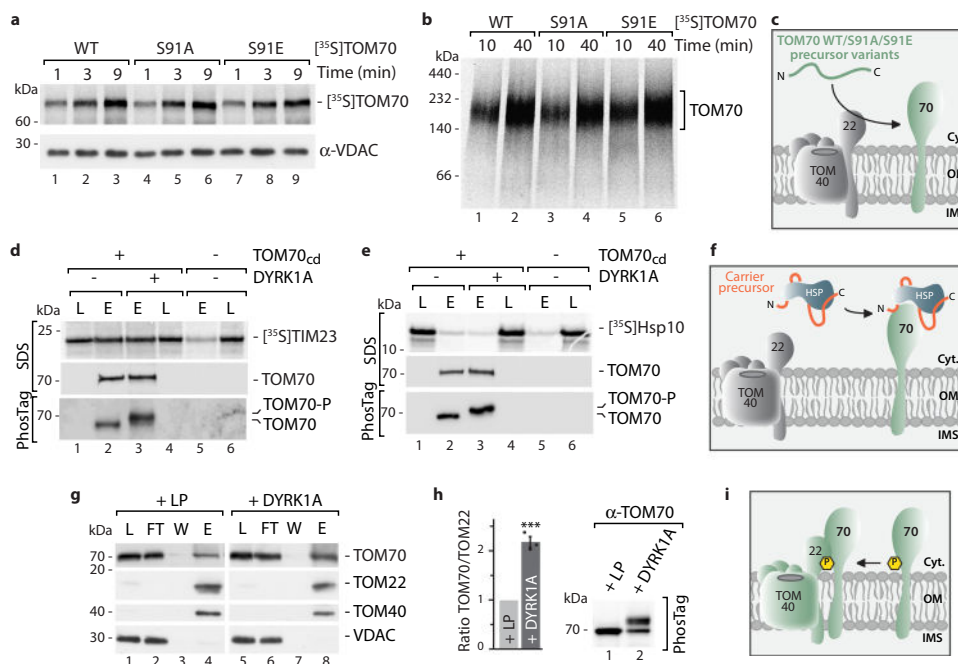 a
WT S91A S91E [³⁵S]TOM70
1 3 9 1 3 9 1 3 9 Time (min)
kDa
60 -
- [³⁵S]TOM70
30 -
α-VDAC
1 2 3 4 5 6 7 8 9
b
WT S91A S91E [³⁵S]TOM70
10 40 10 40 10 40 Time (min)
kDa
440 -
232 -
140 -
66 -
TOM70
1 2 3 4 5 6
c
TOM70 WT/S91A/S91E
precursor variants
N C
70
22
TOM
40
IMS
d
+ - TOM70cd
- + DYRK1A
kDa L E E L E L
25 -
- [³⁵S]TIM23
SDS
70 -
- TOM70
PhosTag
70 -
TOM70-P
TOM70
1 2 3 4 5 6
e
+ - TOM70cd
- + DYRK1A
kDa L E E L E L
- [³⁵S]Hsp10
10 -
SDS
70 -
- TOM70
PhosTag
70 -
TOM70-P
TOM70
1 2 3 4 5 6
f
Carrier
precursor
N HSP C
N HSP C
70
22
TOM
40
Cyt.
OM
IMS
g
+ LP + DYRK1A
kDa L FT W E L FT W E
70 -
- TOM70
20 -
- TOM22
40 -
- TOM40
30 -
- VDAC
1 2 3 4 5 6 7 8
h
Ratio TOM70/TOM22
2
1
***
+ LP
+ DYRK1A
α-TOM70
+ LP
+ DYRK1A
kDa
70 -
PhosTag
1 2
i
70 70
22
P P
TOM
40
Cyt.
OM
IMS